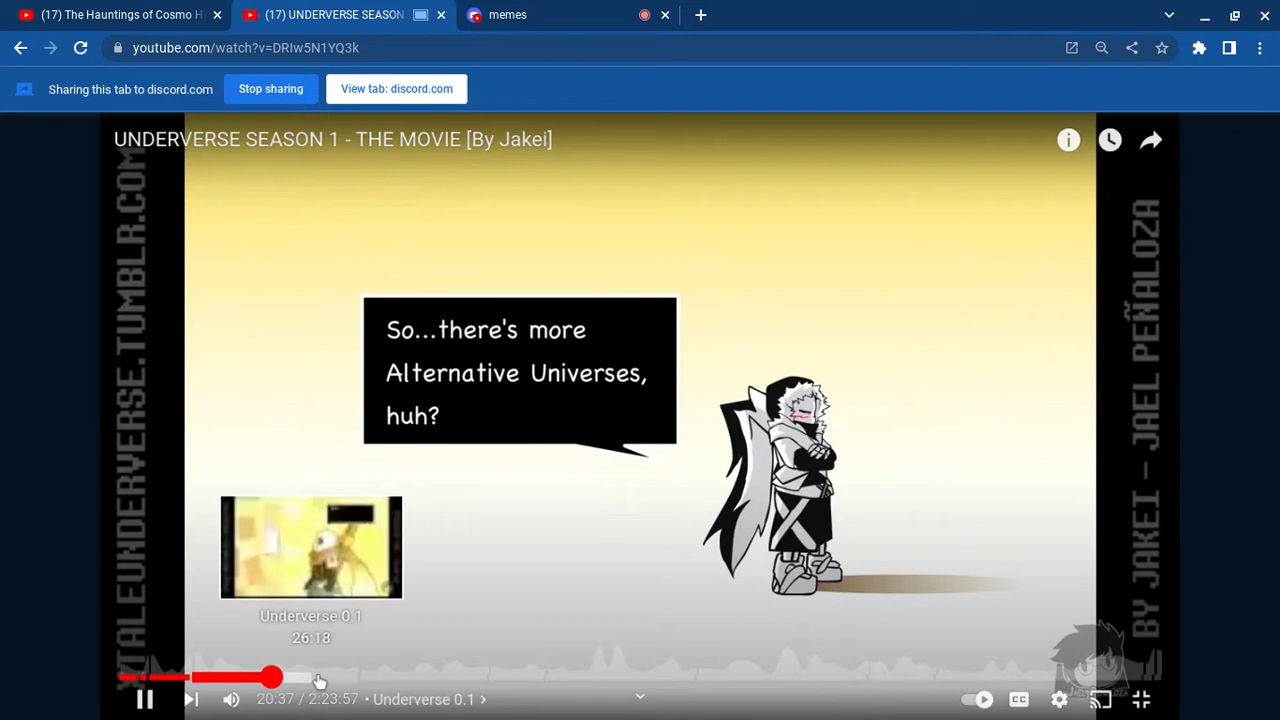 (17) The Hauntings of Cosmo H
(17) UNDERVERSE SEASON
memes
youtube.com/watch?v=DRIw5N1YQ3k
Sharing this tab to discord.com
Stop sharing
View tab: discord.com
UNDERVERSE SEASON 1 - THE MOVIE [By Jakei]
XTALEUNDERVERSE.TUMBLR.COM
So...there's more
Alternative Universes,
huh?
BY JAKEI - JAEL PEÑALOZA
Underverse 0.1
26:18
20:37 / 2:23:57 • Underverse 0.1
CC